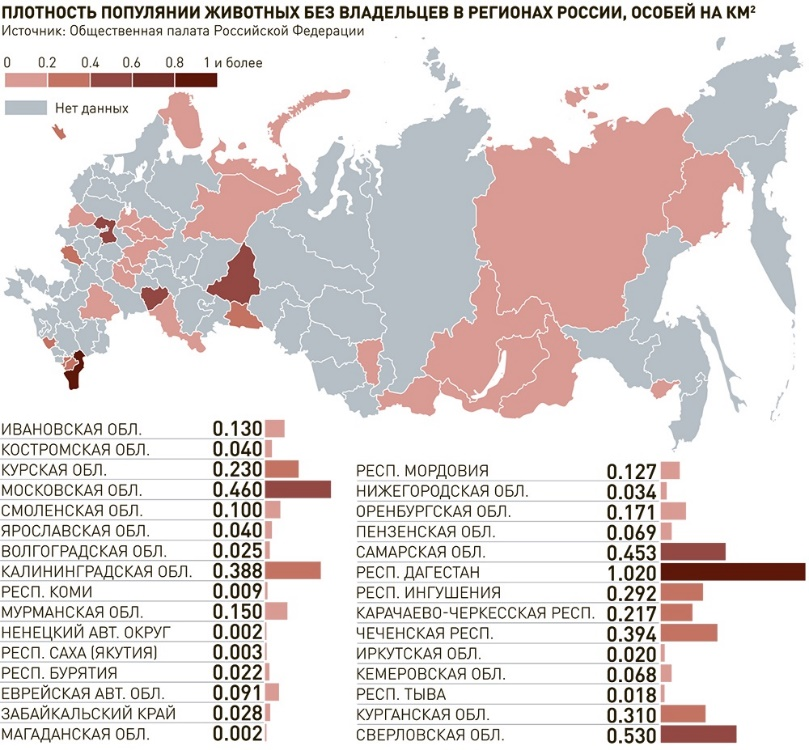 ПЛОТНОСТЬ ПОПУЛЯНИИ ЖИВОТНЫХ БЕЗ ВЛАДЕЛЬЦЕВ В РЕГИОНАХ РОССИИ, ОСОБЕЙ НА КМ²
Источник: Общественная палата Российской Федерации
0 0.2 0.4 0.6 0.8 1 и более
Нет данных
ИВАНОВСКАЯ ОБЛ. 0.130
КОСТРОМСКАЯ ОБЛ. 0.040
КУРСКАЯ ОБЛ. 0.230
МОСКОВСКАЯ ОБЛ. 0.460
СМОЛЕНСКАЯ ОБЛ. 0.100
ЯРОСЛАВСКАЯ ОБЛ. 0.040
ВОЛГОГРАДСКАЯ ОБЛ. 0.025
КАЛИНИНГРАДСКАЯ ОБЛ. 0.388
РЕСП. КОМИ 0.009
МУРМАНСКАЯ ОБЛ. 0.150
НЕНЕЦКИЙ АВТ. ОКРУГ 0.002
РЕСП. САХА (ЯКУТИЯ) 0.003
РЕСП. БУРЯТИЯ 0.022
ЕВРЕЙСКАЯ АВТ. ОБЛ. 0.091
ЗАБАЙКАЛЬСКИЙ КРАЙ 0.028
МАГАДАНСКАЯ ОБЛ. 0.002
РЕСП. МОРДОВИЯ 0.127
НИЖЕГОРОДСКАЯ ОБЛ. 0.034
ОРЕНБУРГСКАЯ ОБЛ. 0.171
ПЕНЗЕНСКАЯ ОБЛ. 0.069
САМАРСКАЯ ОБЛ. 0.453
РЕСП. ДАГЕСТАН 1.020
РЕСП. ИНГУШЕНИЯ 0.292
КАРАЧАЕВО-ЧЕРКЕССКАЯ РЕСП. 0.217
ЧЕЧЕНСКАЯ РЕСП. 0.394
ИРКУТСКАЯ ОБЛ. 0.020
КЕМЕРОВСКАЯ ОБЛ. 0.068
РЕСП. ТЫВА 0.018
КУРГАНСКАЯ ОБЛ. 0.310
СВЕРЛОВСКАЯ ОБЛ. 0.530